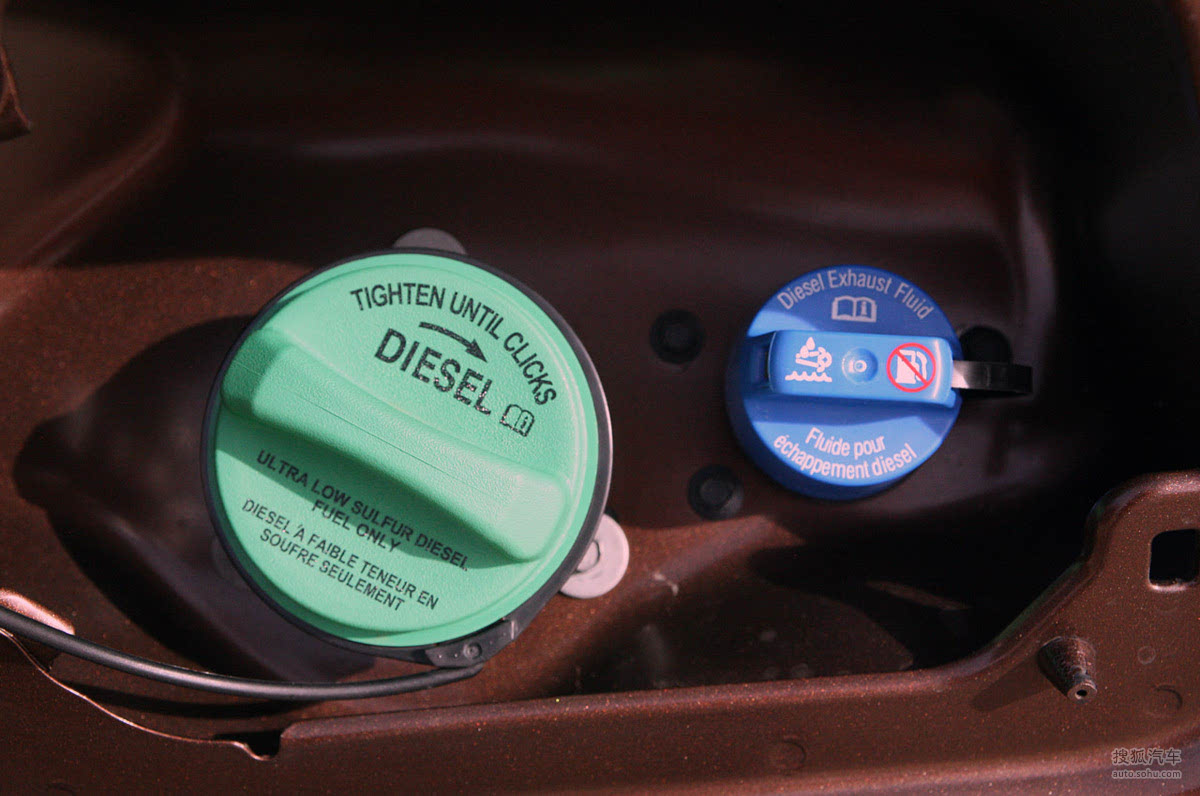 TIGHTEN UNTIL CLICKS
DIESEL
ULTRA LOW SULFUR DIESEL
FUEL ONLY
DIESEL À FAIBLE TENEUR EN
SOUFRE SEULEMENT
Diesel Exhaust Fluid
Fluide pour
échappement diesel
搜狐汽车
auto.sohu.com